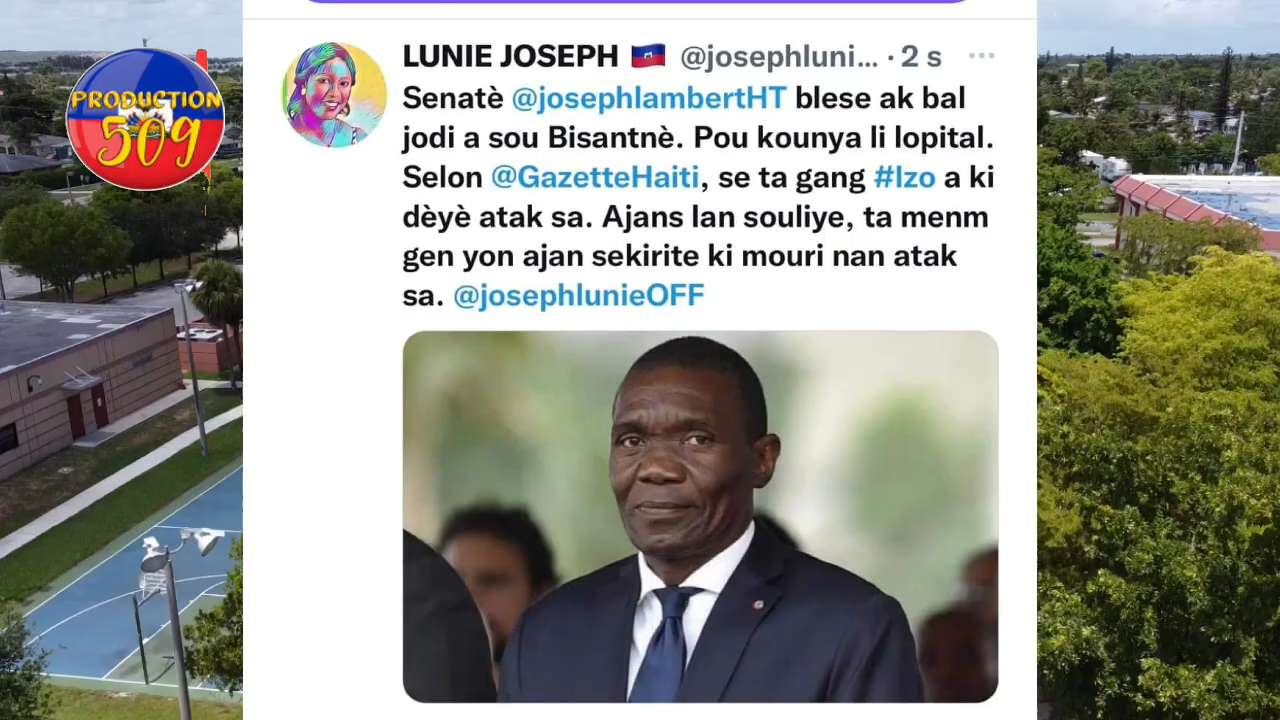 PRODUCTION
509
LUNIE JOSEPH @josephluni... · 2 s
Senatè @josephlambertHT blese ak bal
jodi a sou Bisantnè. Pou kounya li lopital.
Selon @GazetteHaiti, se ta gang #Izo a ki
dèyè atak sa. Ajans lan souliye, ta menm
gen yon ajan sekirite ki mouri nan atak
sa. @josephlunieOFF